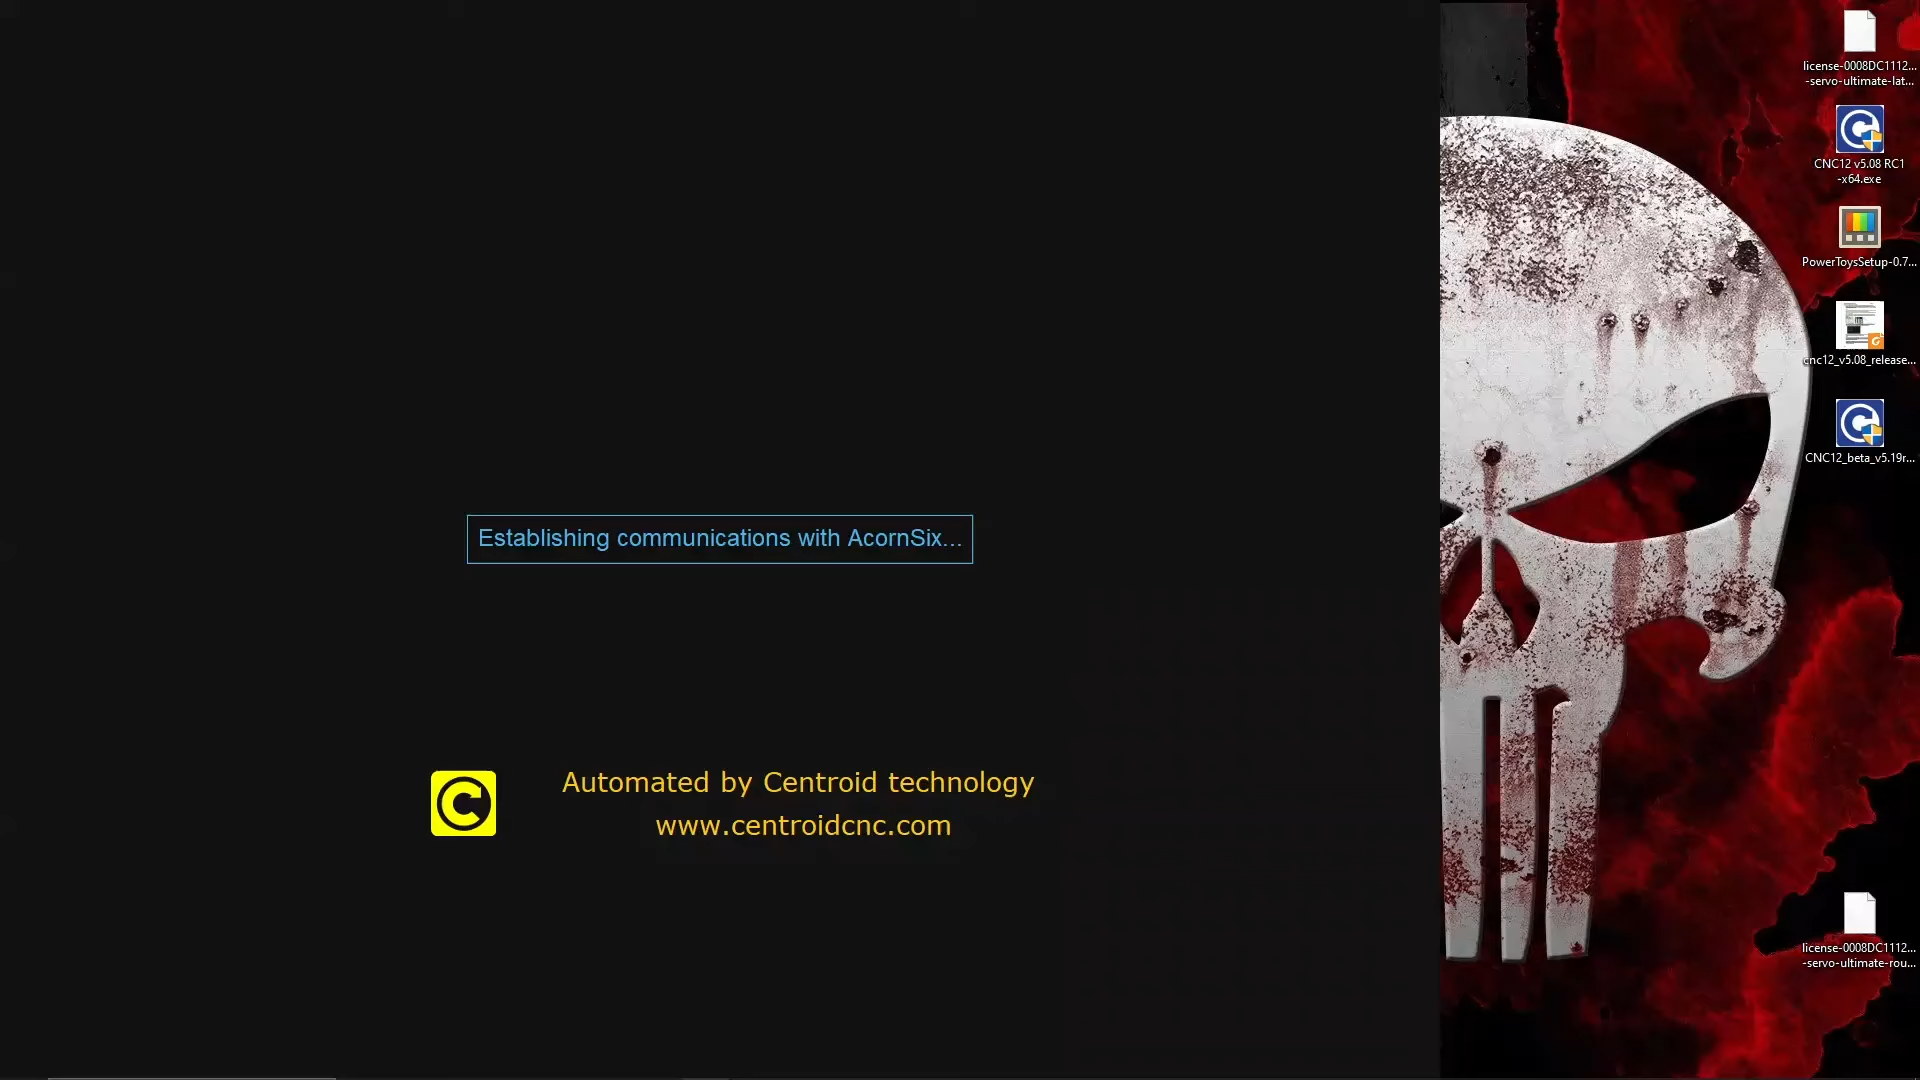 Establishing communications with AcornSix...
Automated by Centroid technology
www.centroidcnc.com
license-0008DC1112...
-servo-ultimate-lat...
CNC12 v5.08 RC1
-x64.exe
PowerToysSetup-0.7...
cnc12_v5.08_release...
CNC12_beta_v5.19r...
license-0008DC1112...
-servo-ultimate-rou...